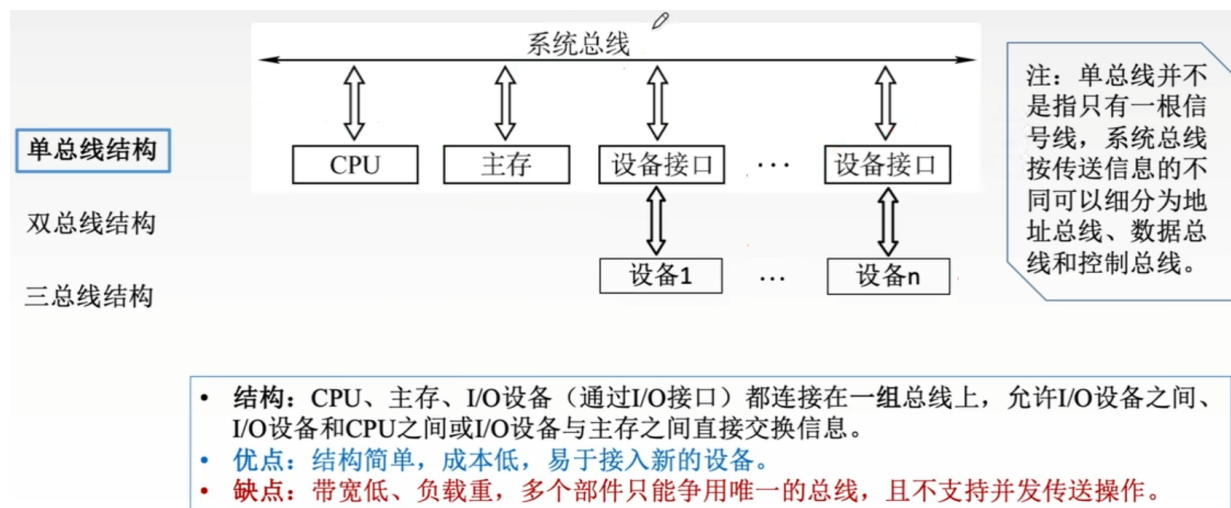 系统总线
单总线结构
双总线结构
三总线结构
CPU
主存
设备接口
···
设备接口
设备1
···
设备n
注：单总线并不
是指只有一根信
号线，系统总线
按传送信息的不
同可以细分为地
址总线、数据总
线和控制总线。
• 结构：CPU、主存、I/O设备（通过I/O接口）都连接在一组总线上，允许I/O设备之间、
I/O设备和CPU之间或I/O设备与主存之间直接交换信息。
• 优点：结构简单，成本低，易于接入新的设备。
• 缺点：带宽低、负载重，多个部件只能争用唯一的总线，且不支持并发传送操作。